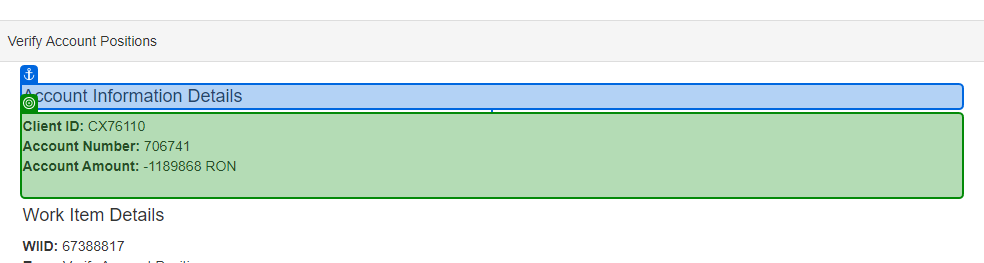 Verify Account Positions
Account Information Details
Client ID: CX76110
Account Number: 706741
Account Amount: -1189868 RON
Work Item Details
WIID: 67388817